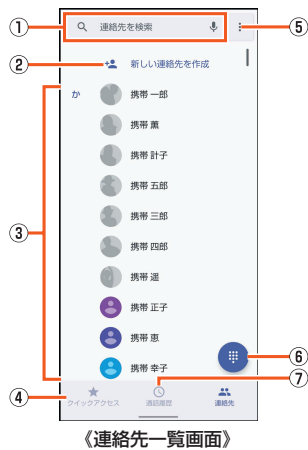 ①
連絡先を検索
⑤
②
新しい連絡先を作成
か
携帯 一郎
携帯 薫
携帯 計子
携帯 五郎
③
携帯 三郎
携帯 四郎
携帯 遥
携帯 正子
携帯 恵
⑥
携帯 幸子
⑦
④
クイックアクセス
通話履歴
連絡先
《連絡先一覧画面》